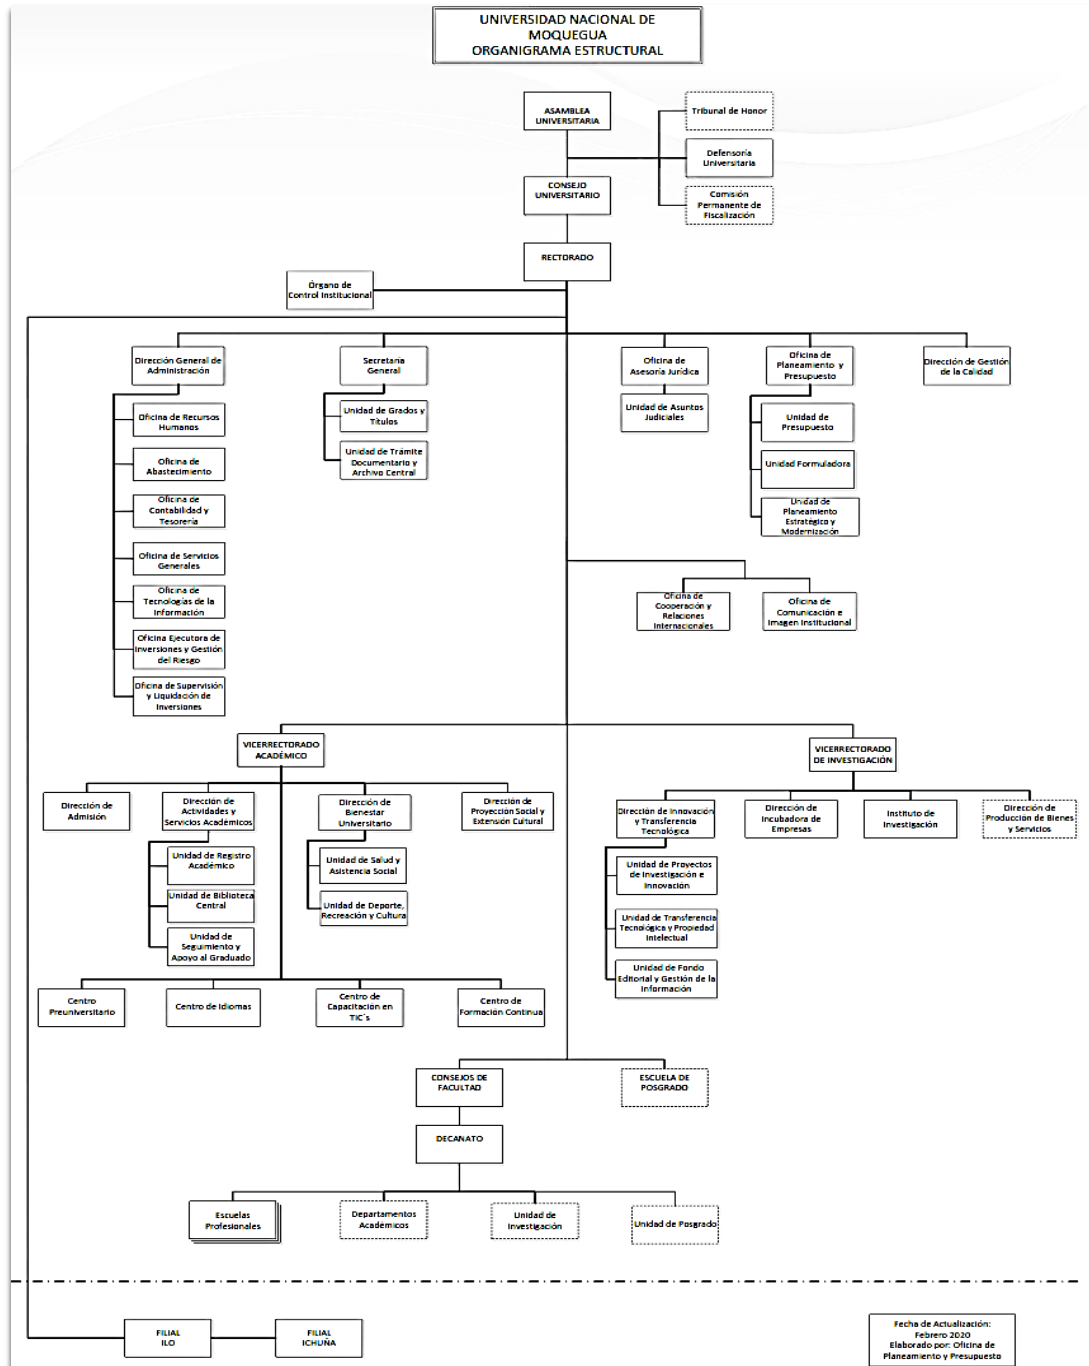 UNIVERSIDAD NACIONAL DE
MOQUEGUA
ORGANIGRAMA ESTRUCTURAL
ASAMBLEA
UNIVERSITARIA
Tribunal de Honor
Defensoría
Universitaria
CONSEJO
UNIVERSITARIO
Comisión
Permanente de
Fiscalización
RECTORADO
Órgano de
Control Institucional
Dirección General de
Administración
Secretaría
General
Oficina de
Asesoría Jurídica
Oficina de
Planeamiento y
Presupuesto
Dirección de Gestión
de la Calidad
Oficina de Recursos
Humanos
Oficina de
Abastecimiento
Oficina de
Contabilidad y
Tesorería
Oficina de Servicios
Generales
Oficina de
Tecnologías de la
Información
Oficina Ejecutora de
Inversiones y Gestión
del Riesgo
Oficina de Supervisión
y Liquidación de
Inversiones
Unidad de Grados y
Títulos
Unidad de Trámite
Documentario y
Archivo Central
Unidad de Asuntos
Judiciales
Unidad de
Presupuesto
Unidad Formuladora
Unidad de
Planeamiento
Estratégico y
Modernización
Oficina de
Cooperación y
Relaciones
Internacionales
Oficina de
Comunicación e
Imagen Institucional
VICERRECTORADO
ACADÉMICO
VICERRECTORADO
DE INVESTIGACIÓN
Dirección de
Admisión
Dirección de
Actividades y
Servicios Académicos
Dirección de
Bienestar
Universitario
Dirección de
Proyección Social y
Extensión Cultural
Unidad de Registro
Académico
Unidad de Biblioteca
Central
Unidad de
Seguimiento y
Apoyo al Graduado
Unidad de Salud y
Asistencia Social
Unidad de Deporte,
Recreación y Cultura
Dirección de Innovación
y Transferencia
Tecnológica
Dirección de
Incubadora de
Empresas
Instituto de
Investigación
Dirección de
Producción de Bienes
y Servicios
Unidad de Proyectos
de Investigación e
Innovación
Unidad de Transferencia
Tecnológica y Propiedad
Intelectual
Unidad de Fondo
Editorial y Gestión de la
Información
Centro
Preuniversitario
Centro de Idiomas
Centro de
Capacitación en
TIC´s
Centro de
Formación Continua
CONSEJOS DE
FACULTAD
ESCUELA DE
POSGRADO
DECANATO
Escuelas
Profesionales
Departamentos
Académicos
Unidad de
Investigación
Unidad de Posgrado
FILIAL
ILO
FILIAL
ICHUÑA
Fecha de Actualización:
Febrero 2020
Elaborado por: Oficina de
Planeamiento y Presupuesto